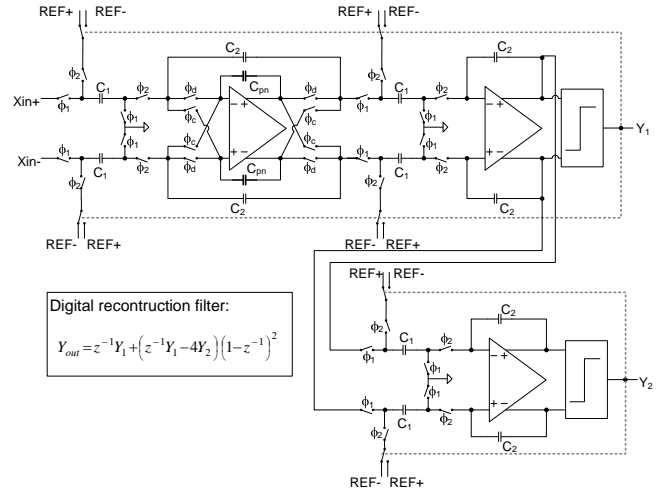 REF+ REF- REF+ REF-
C₂ C₂
ϕ₂ ϕ₂
C₁ ϕ₂ ϕd Cpn ϕd C₁ ϕ₂
Xin+ ϕ₁ ϕ₁
ϕc ϕc
ϕ₁ ϕ₁
− + − +
Y₁
ϕ₁ ϕ₁
+ − + −
ϕc ϕc
Xin- ϕ₁ ϕ₁
C₁ ϕ₂ ϕd Cpn ϕd C₁ ϕ₂
ϕ₂ ϕ₂
C₂ C₂
REF- REF+ REF- REF+
REF+ REF-
C₂
ϕ₂
C₁ ϕ₂
ϕ₁
ϕ₁
− +
Y₂
ϕ₁
+ −
ϕ₁
C₁ ϕ₂
ϕ₂
C₂
REF- REF+
Digital recontruction filter:
Yout=z⁻¹Y₁+(z⁻¹Y₁−4Y₂)(1−z⁻¹)²